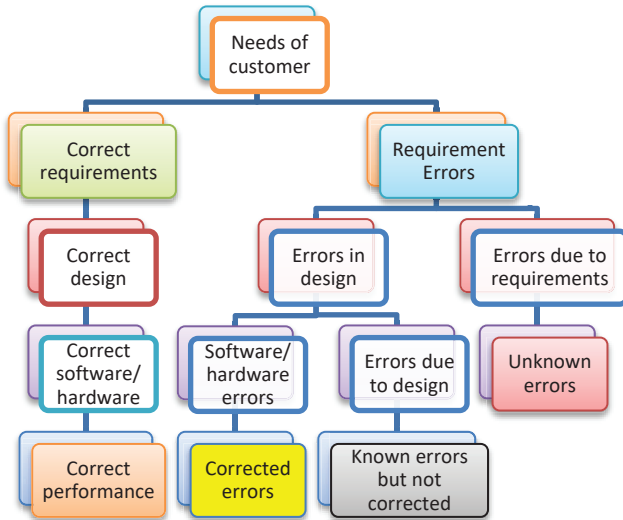 Needs of
customer
Correct
requirements
Requirement
Errors
Correct
design
Errors in
design
Errors due to
requirements
Correct
software/
hardware
Software/
hardware
errors
Errors due
to design
Unknown
errors
Correct
performance
Corrected
errors
Known errors
but not
corrected